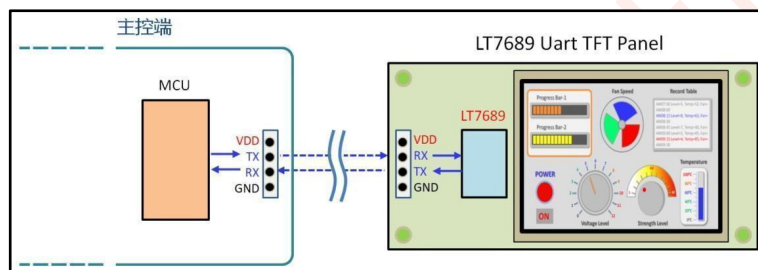 主控端
LT7689 Uart TFT Panel
MCU
VDD
TX
RX
GND
VDD
RX
TX
GND
LT7689
Progress Bar-1
Progress Bar-2
Fan Speed
Record Table
POWER
ON
Voltage Level
Strength Level
Temperature